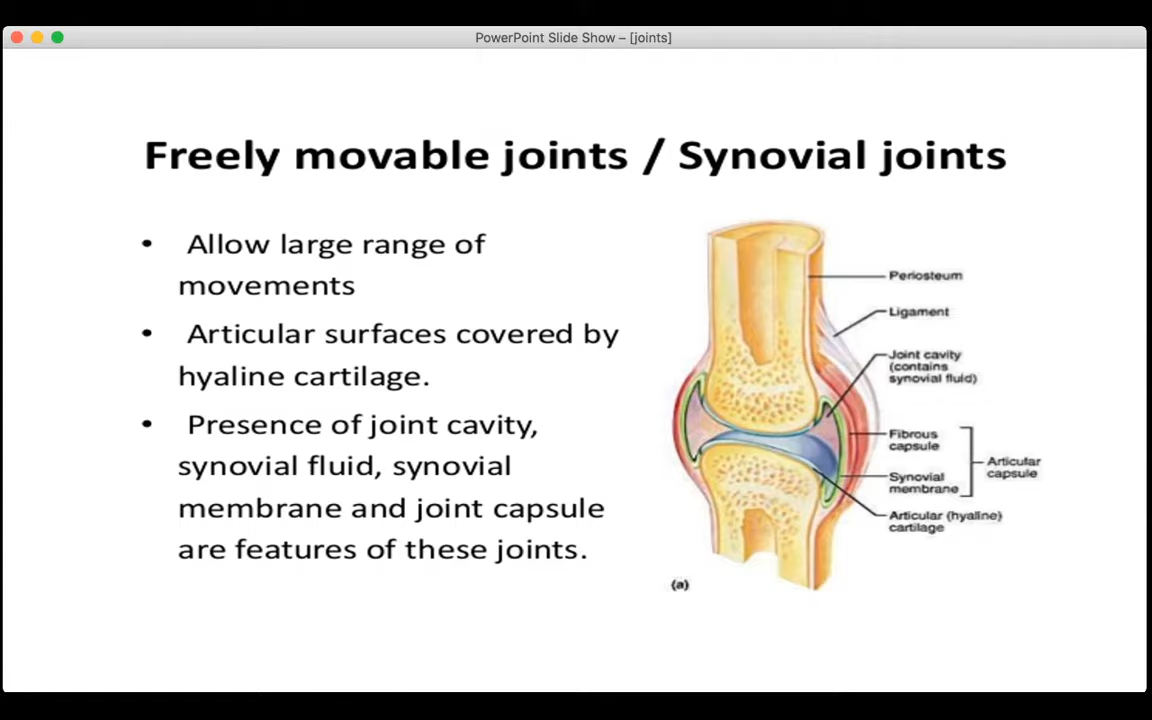 PowerPoint Slide Show – [joints]
Freely movable joints / Synovial joints
• Allow large range of
movements
• Articular surfaces covered by
hyaline cartilage.
• Presence of joint cavity,
synovial fluid, synovial
membrane and joint capsule
are features of these joints.
Periosteum
Ligament
Joint cavity
(contains
synovial fluid)
Fibrous
capsule
Synovial
membrane
Articular
capsule
Articular (hyaline)
cartilage
(a)